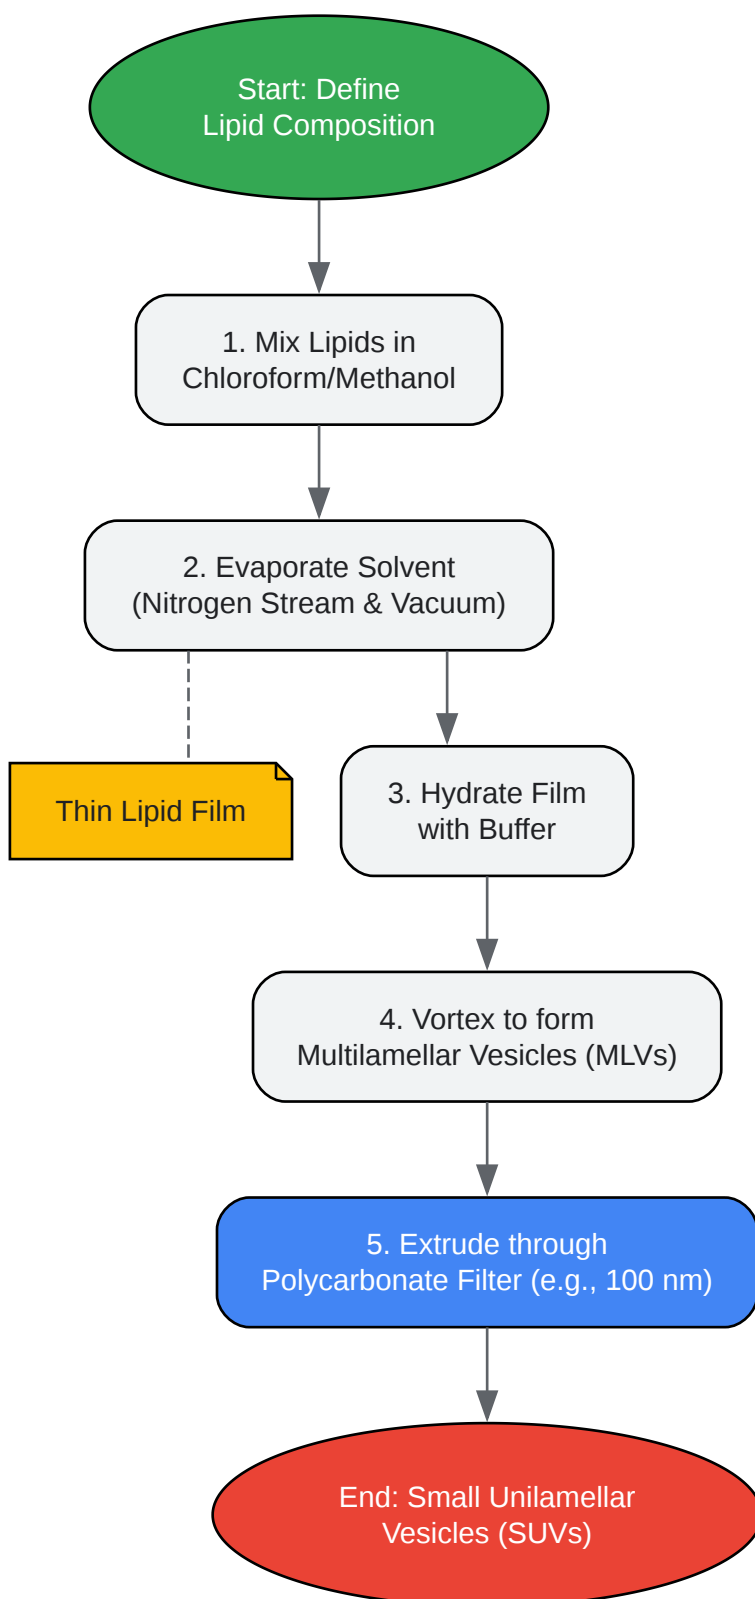 Start: Define
Lipid Composition
1. Mix Lipids in
Chloroform/Methanol
2. Evaporate Solvent
(Nitrogen Stream & Vacuum)
Thin Lipid Film
3. Hydrate Film
with Buffer
4. Vortex to form
Multilamellar Vesicles (MLVs)
5. Extrude through
Polycarbonate Filter (e.g., 100 nm)
End: Small Unilamellar
Vesicles (SUVs)